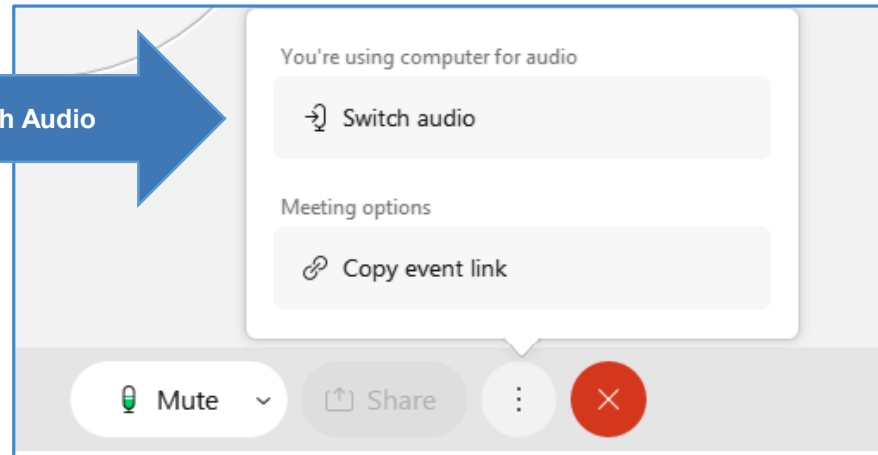 You're using computer for audio
h Audio
Switch audio
Meeting options
Copy event link
Mute
Share